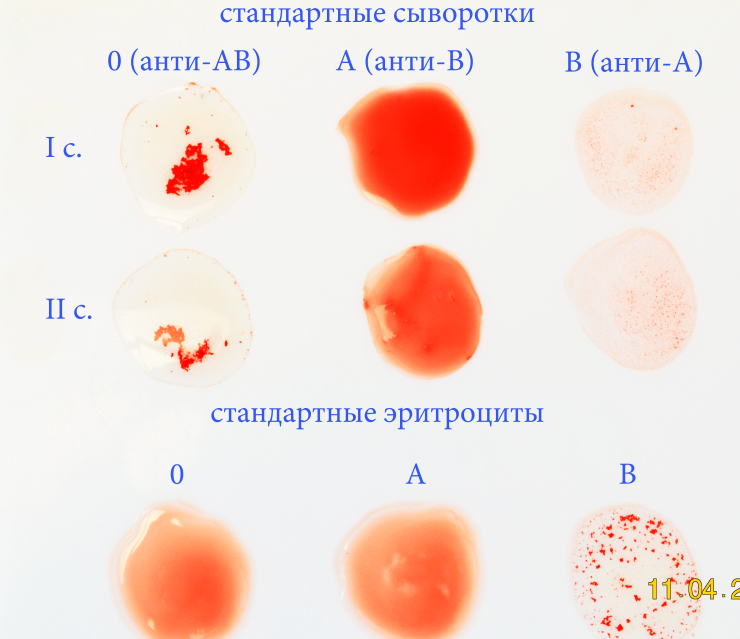 стандартные сыворотки
0 (анти-АВ) А (анти-В) В (анти-А)
I с.
II с.
стандартные эритроциты
0 А В
11.04.2